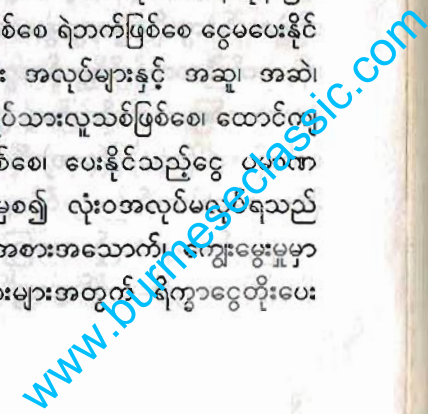 စ်စေ ရဲဘက်ဖြစ်စေ ငွေမပေးနိုင်
း အလုပ်များနှင့် အဆူ၊ အဆဲ၊
ပ်သားလူသစ်ဖြစ်စေ၊ ထောင်ကျ
စ်စေ၊ ပေးနိုင်သည့်ငွေ ပမာဏ
မှစ၍ လုံးဝအလုပ်မလုပ်ရသည်
အစားအသောက်၊ ကျွေးမွေးမှုမှာ
းများအတွက် ရိက္ခာငွေတိုးပေး
www.burmeseclassic.com